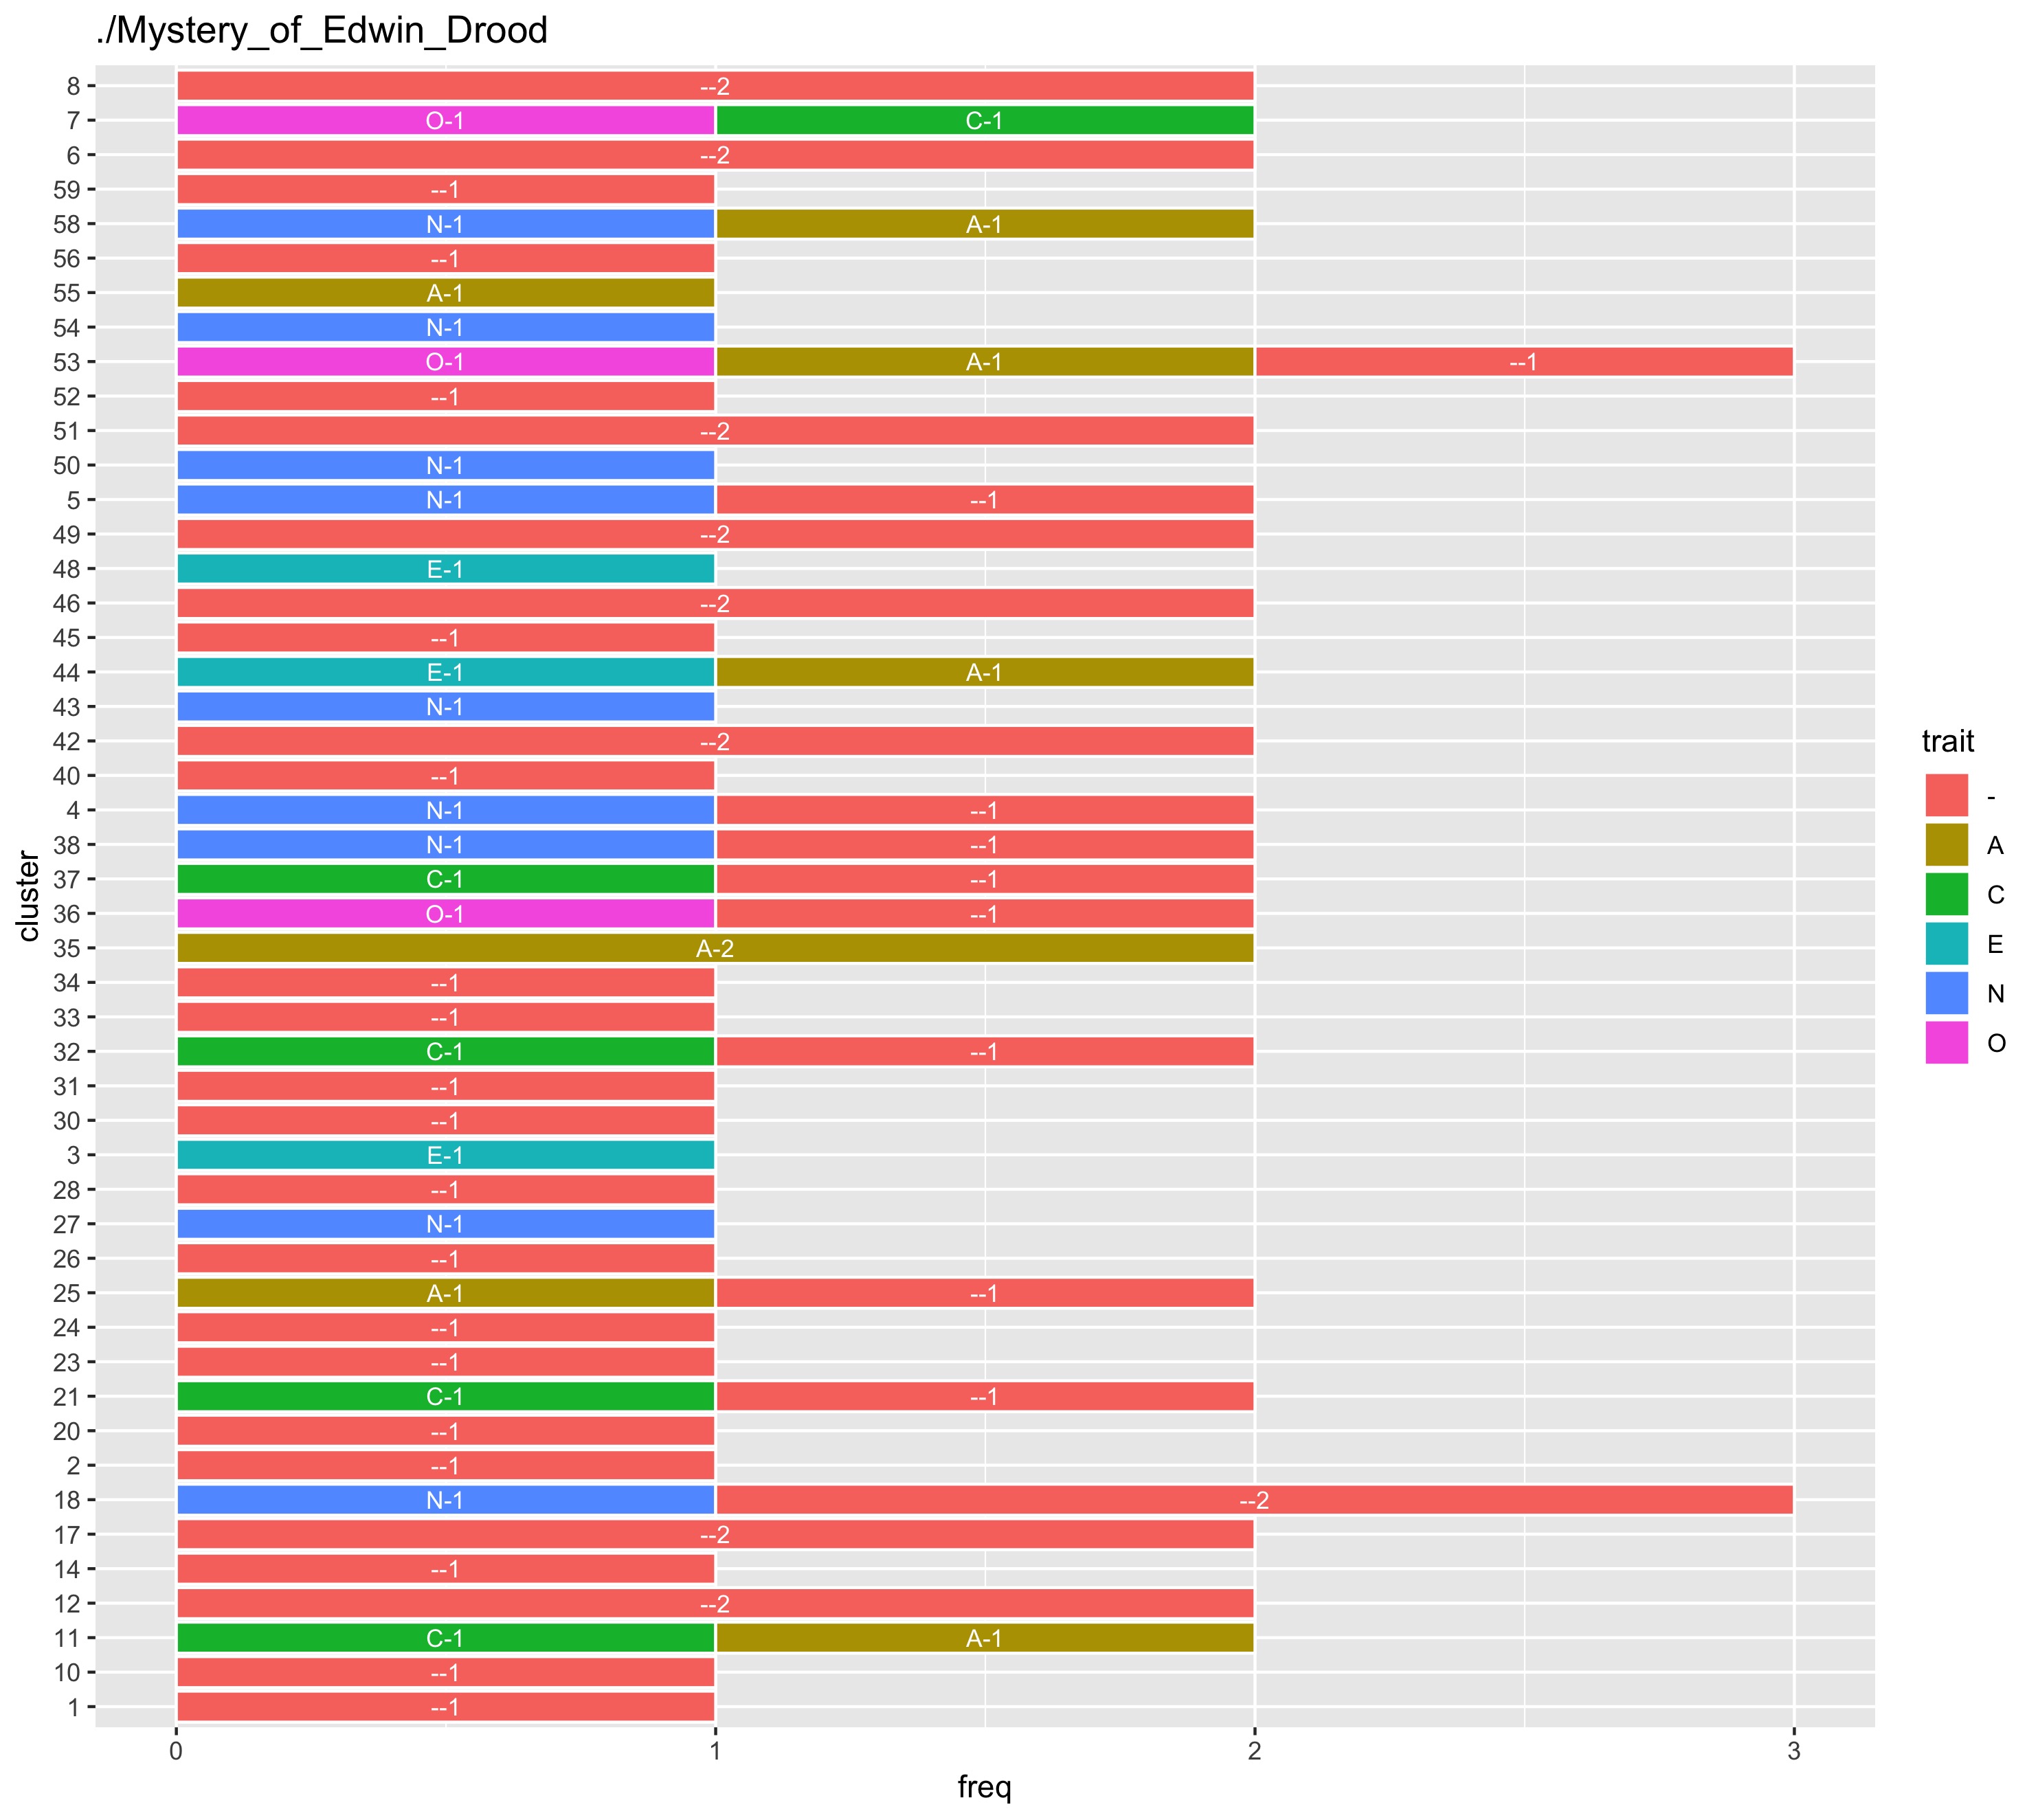 ./Mystery_of_Edwin_Drood
8 --2
7 O-1 C-1
6 --2
59 --1
58 N-1 A-1
56 --1
55 A-1
54 N-1
53 O-1 A-1 --1
52 --1
51 --2
50 N-1
5 N-1 --1
49 --2
48 E-1
46 --2
45 --1
44 E-1 A-1
43 N-1
42 --2
40 --1
4 N-1 --1
38 N-1 --1
37 C-1 --1
36 O-1 --1
35 A-2
34 --1
33 --1
32 C-1 --1
31 --1
30 --1
3 E-1
28 --1
27 N-1
26 --1
25 A-1 --1
24 --1
23 --1
21 C-1 --1
20 --1
2 --1
18 N-1 --2
17 --2
14 --1
12 --2
11 C-1 A-1
10 --1
1 --1
0 1 2 3
freq
cluster
trait
-
A
C
E
N
O